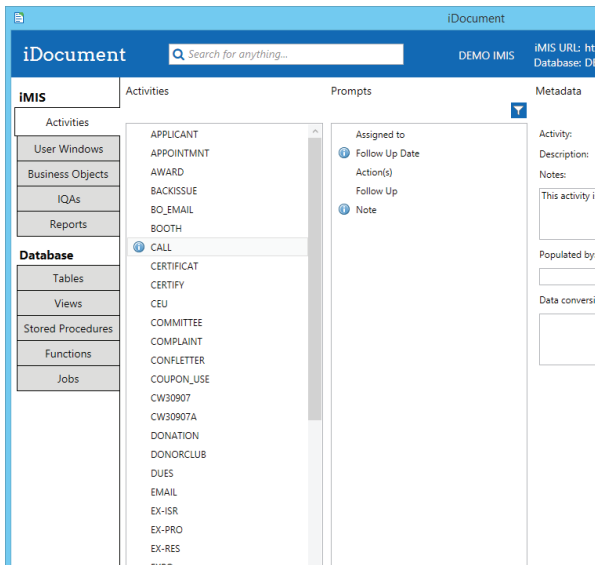 iDocument
iDocument
Search for anything...
DEMO IMIS
iMIS URL: ht
Database: DE
iMIS
Activities
User Windows
Business Objects
IQAs
Reports
Database
Tables
Views
Stored Procedures
Functions
Jobs
Activities
APPLICANT
APPOINTMNT
AWARD
BACKISSUE
BO_EMAIL
BOOTH
CALL
CERTIFICAT
CERTIFY
CEU
COMMITTEE
COMPLAINT
CONFLETTER
COUPON_USE
CW30907
CW30907A
DONATION
DONORCLUB
DUES
EMAIL
EX-ISR
EX-PRO
EX-RES
Prompts
Assigned to
Follow Up Date
Action(s)
Follow Up
Note
Metadata
Activity:
Description:
Notes:
This activity i
Populated by:
Data conversi